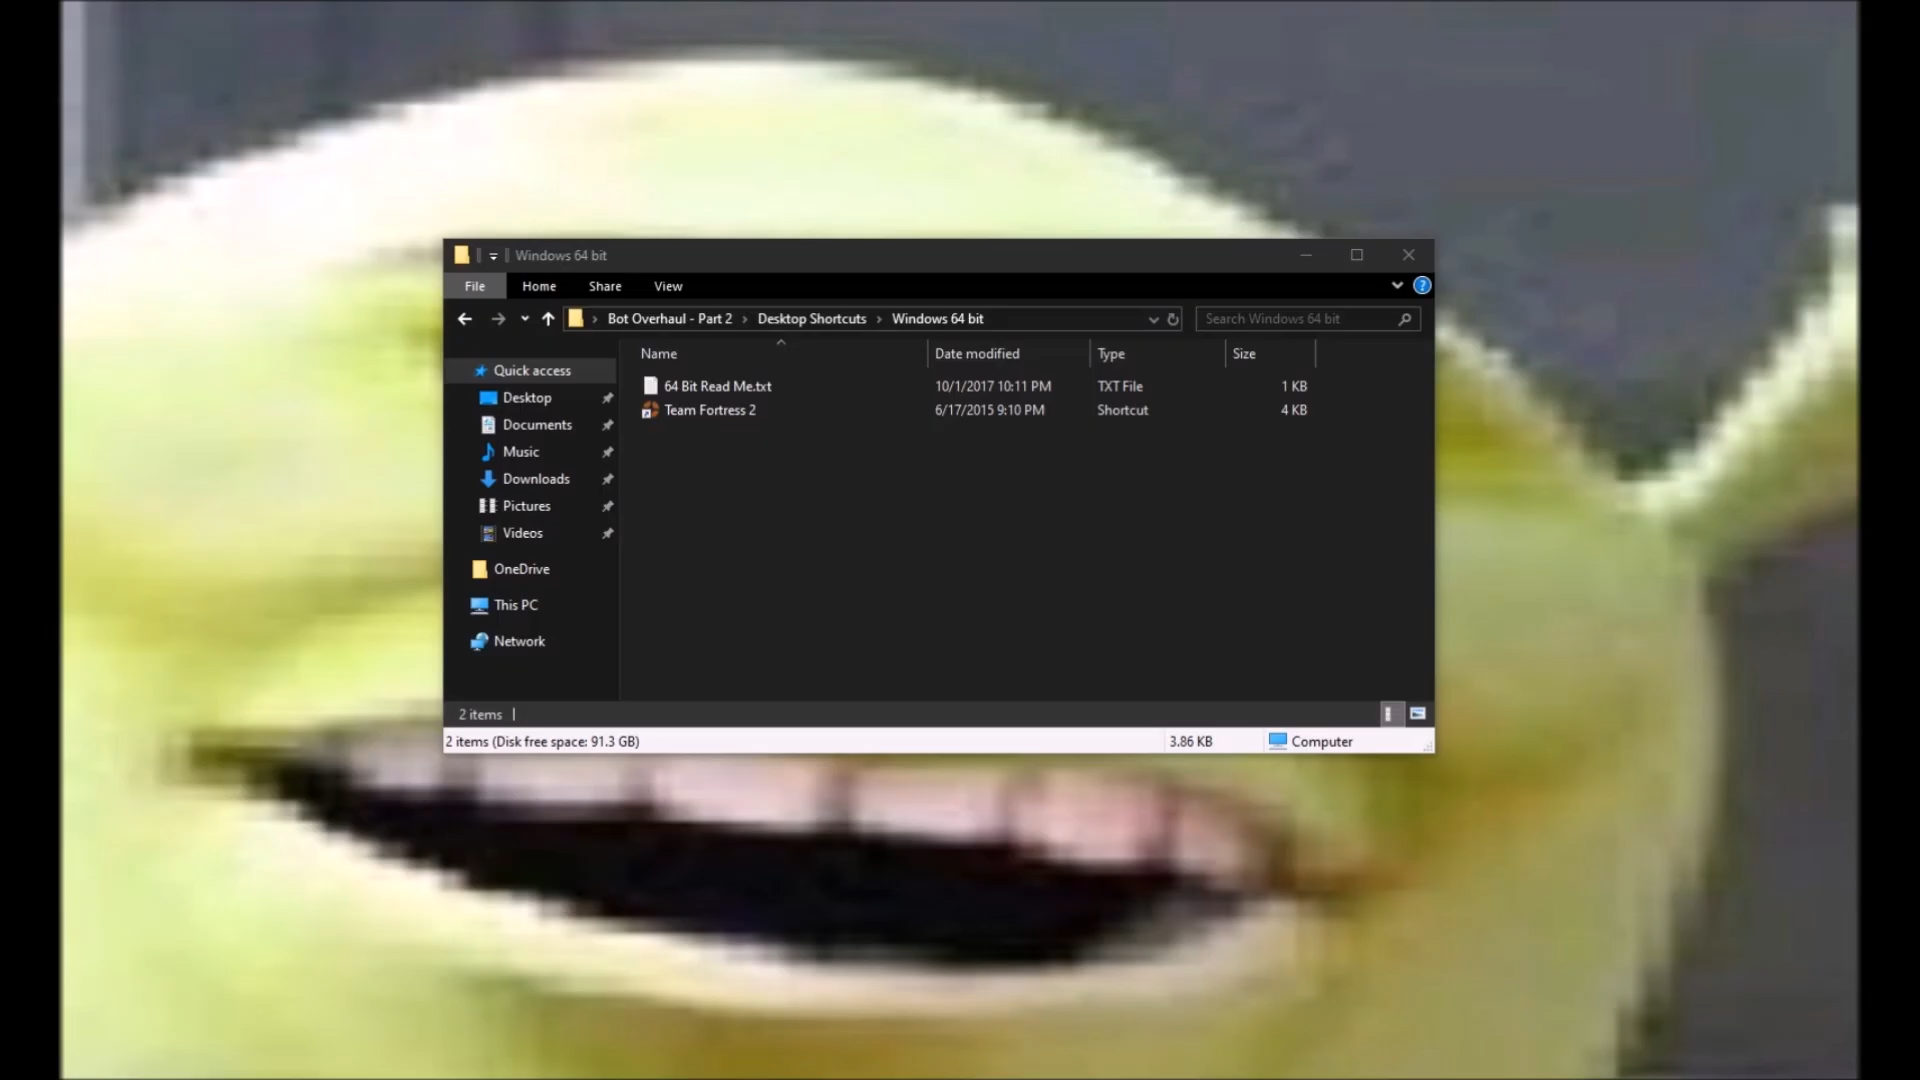 Windows 64 bit
File Home Share View
Bot Overhaul - Part 2 Desktop Shortcuts Windows 64 bit Search Windows 64 bit
Name Date modified Type Size
Quick access
Desktop
Documents
Music
Downloads
Pictures
Videos
OneDrive
This PC
Network
64 Bit Read Me.txt 10/1/2017 10:11 PM TXT File 1 KB
Team Fortress 2 6/17/2015 9:10 PM Shortcut 4 KB
2 items
2 items (Disk free space: 91.3 GB) 3.86 KB Computer